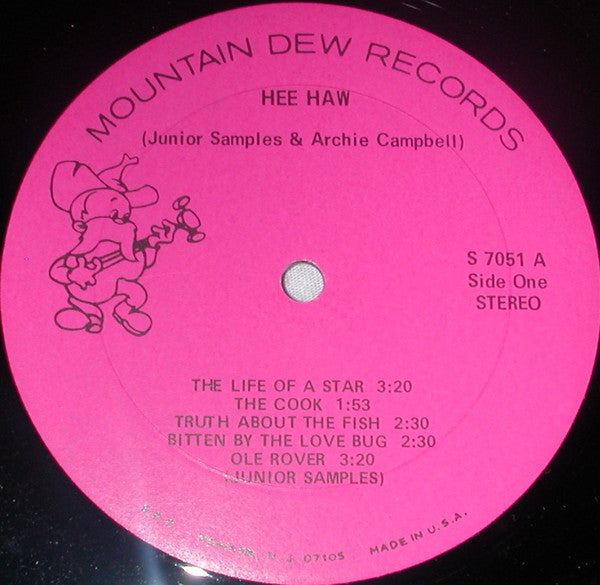 MOUNTAIN DEW RECORDS
HEE HAW
(Junior Samples & Archie Campbell)
S 7051 A
Side One
STEREO
THE LIFE OF A STAR 3:20
THE COOK 1:53
TRUTH ABOUT THE FISH 2:30
BITTEN BY THE LOVE BUG 2:30
OLE ROVER 3:20
(JUNIOR SAMPLES)
NEWARK, N. J. 07105 MADE IN U.S.A.